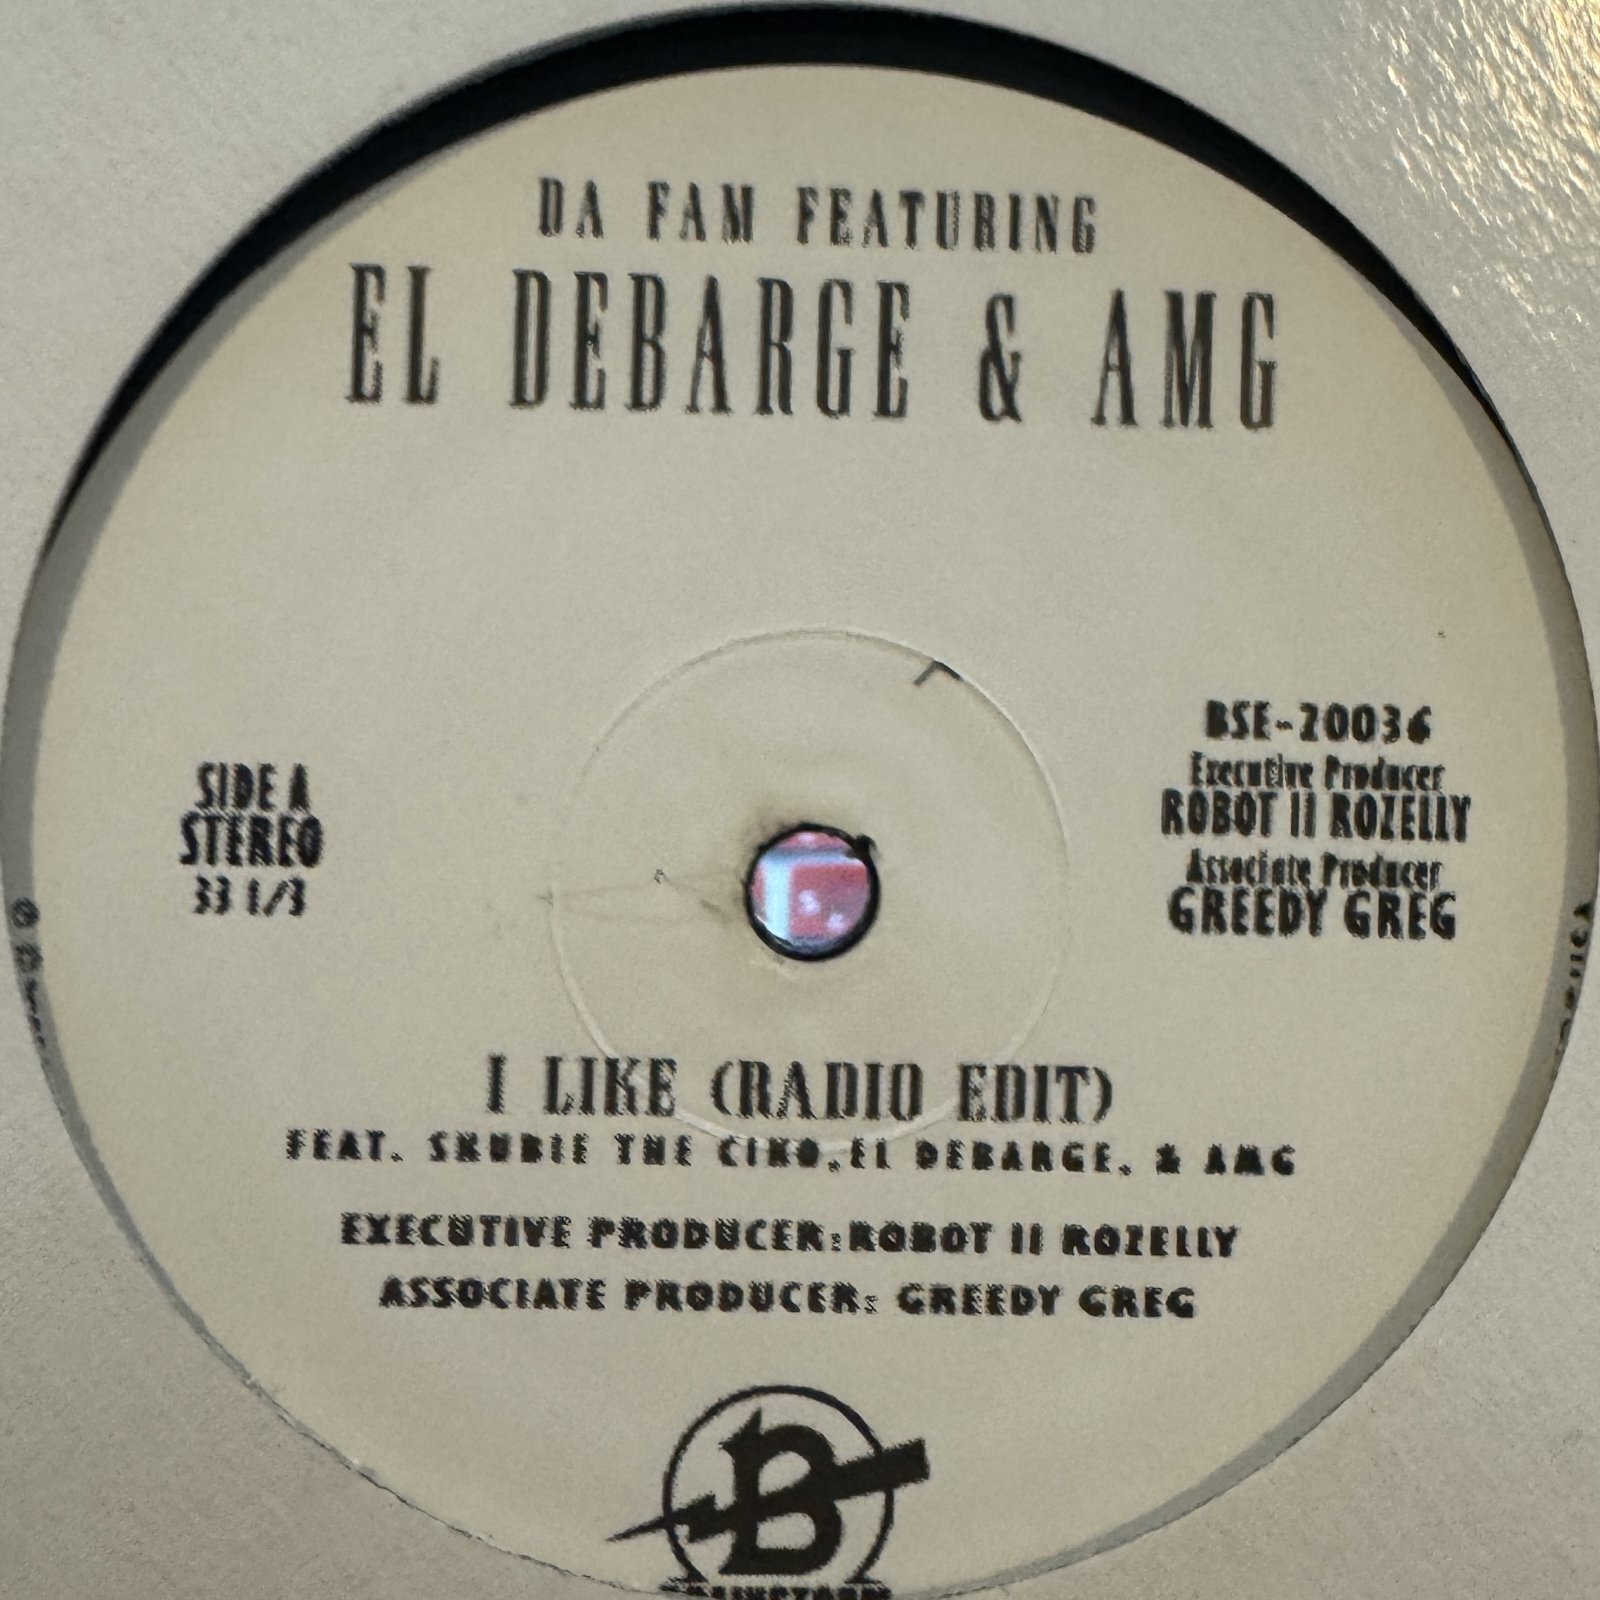 DA FAM FEATURING
EL DEBARGE & AMG
SIDE A
STEREO
33 1/3
BSE-20036
Executive Producer
ROBOT II ROZELLY
Associate Producer
GREEDY GREG
I LIKE (RADIO EDIT)
FEAT. SKUBIE THE CIKO, EL DEBARGE, & AMG
EXECUTIVE PRODUCER: ROBOT II ROZELLY
ASSOCIATE PRODUCER: GREEDY GREG
B